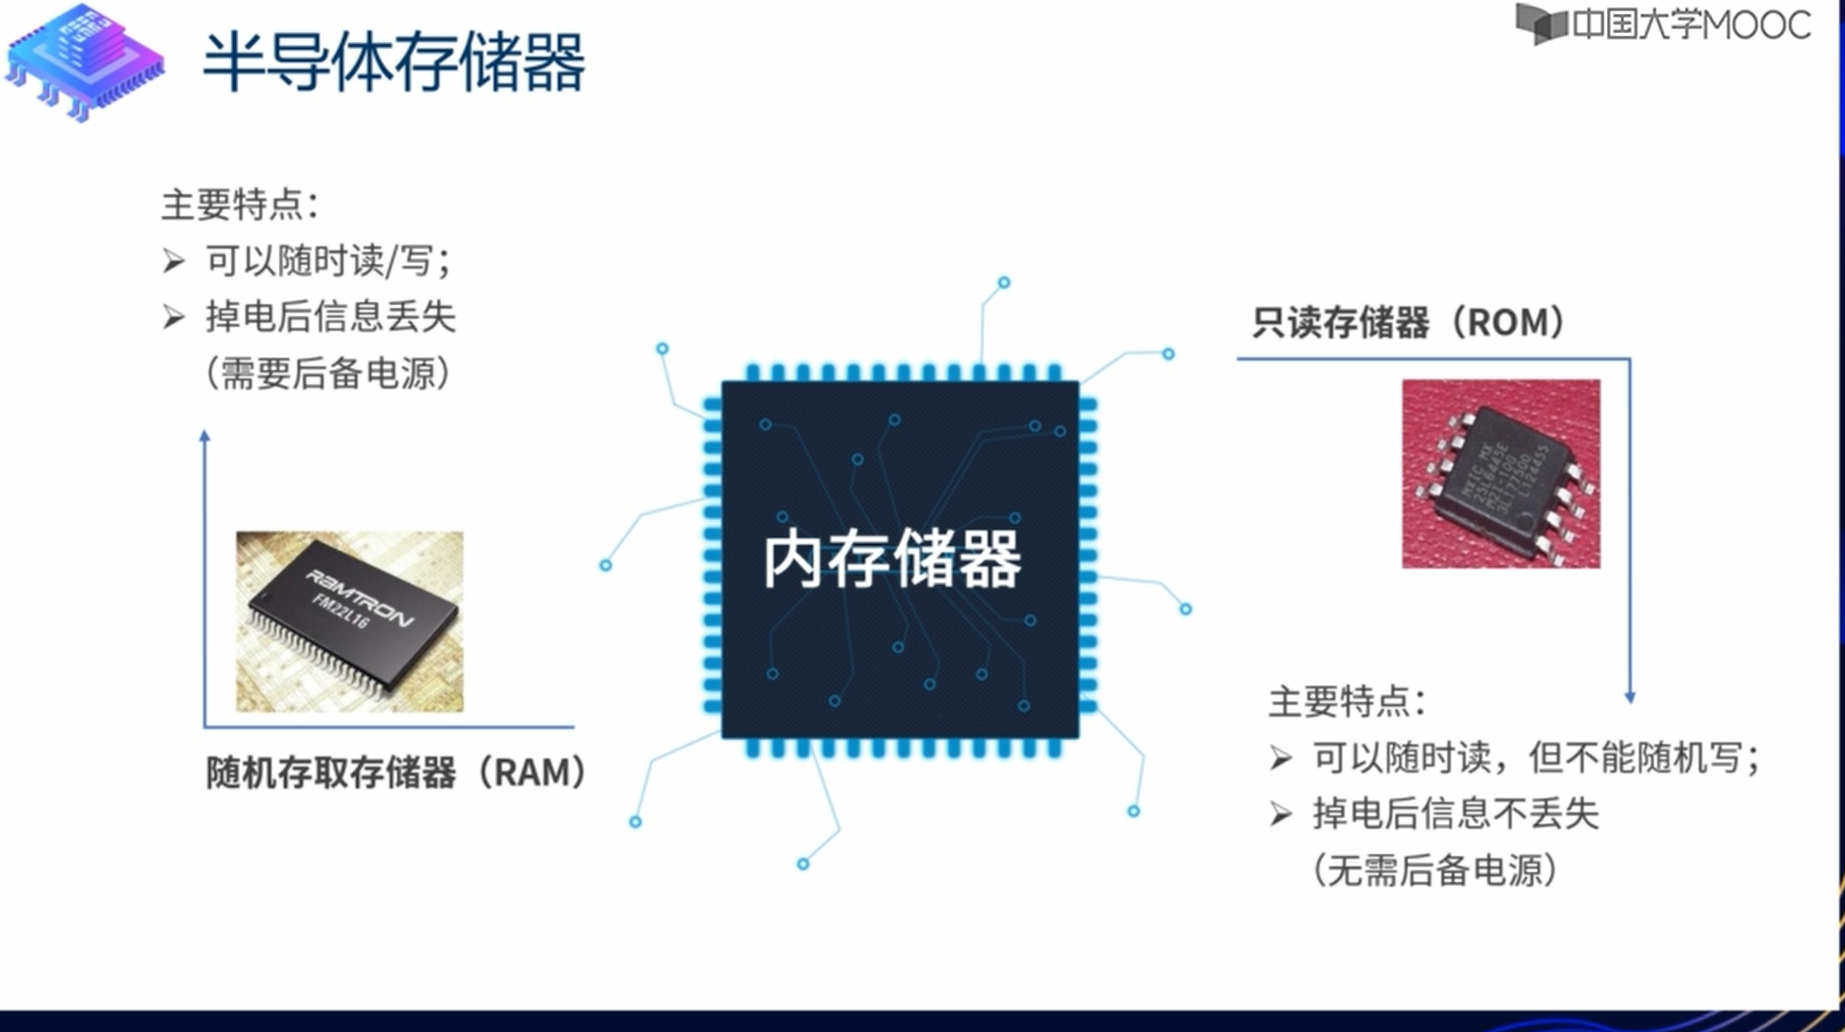 半导体存储器
中国大学MOOC
主要特点：
➢ 可以随时读/写；
➢ 掉电后信息丢失
（需要后备电源）
RAMTRON
FM22L16
随机存取存储器（RAM）
内存储器
只读存储器（ROM）
MXIC MX
25L6445E
M2I-10G
3L177500
L12445S
主要特点：
➢ 可以随时读，但不能随机写；
➢ 掉电后信息不丢失
（无需后备电源）